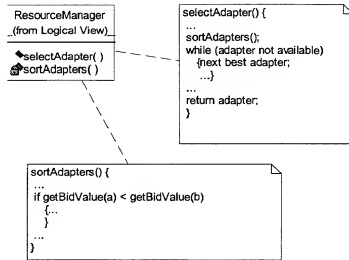 ResourceManager
(from Logical View)
selectAdapter( )
sortAdapters( )
selectAdapter() {
...
sortAdapters();
while (adapter not available)
{next best adapter;
...}
...
return adapter;
}
sortAdapters() {
...
if getBidValue(a) < getBidValue(b)
{...
}
...
}